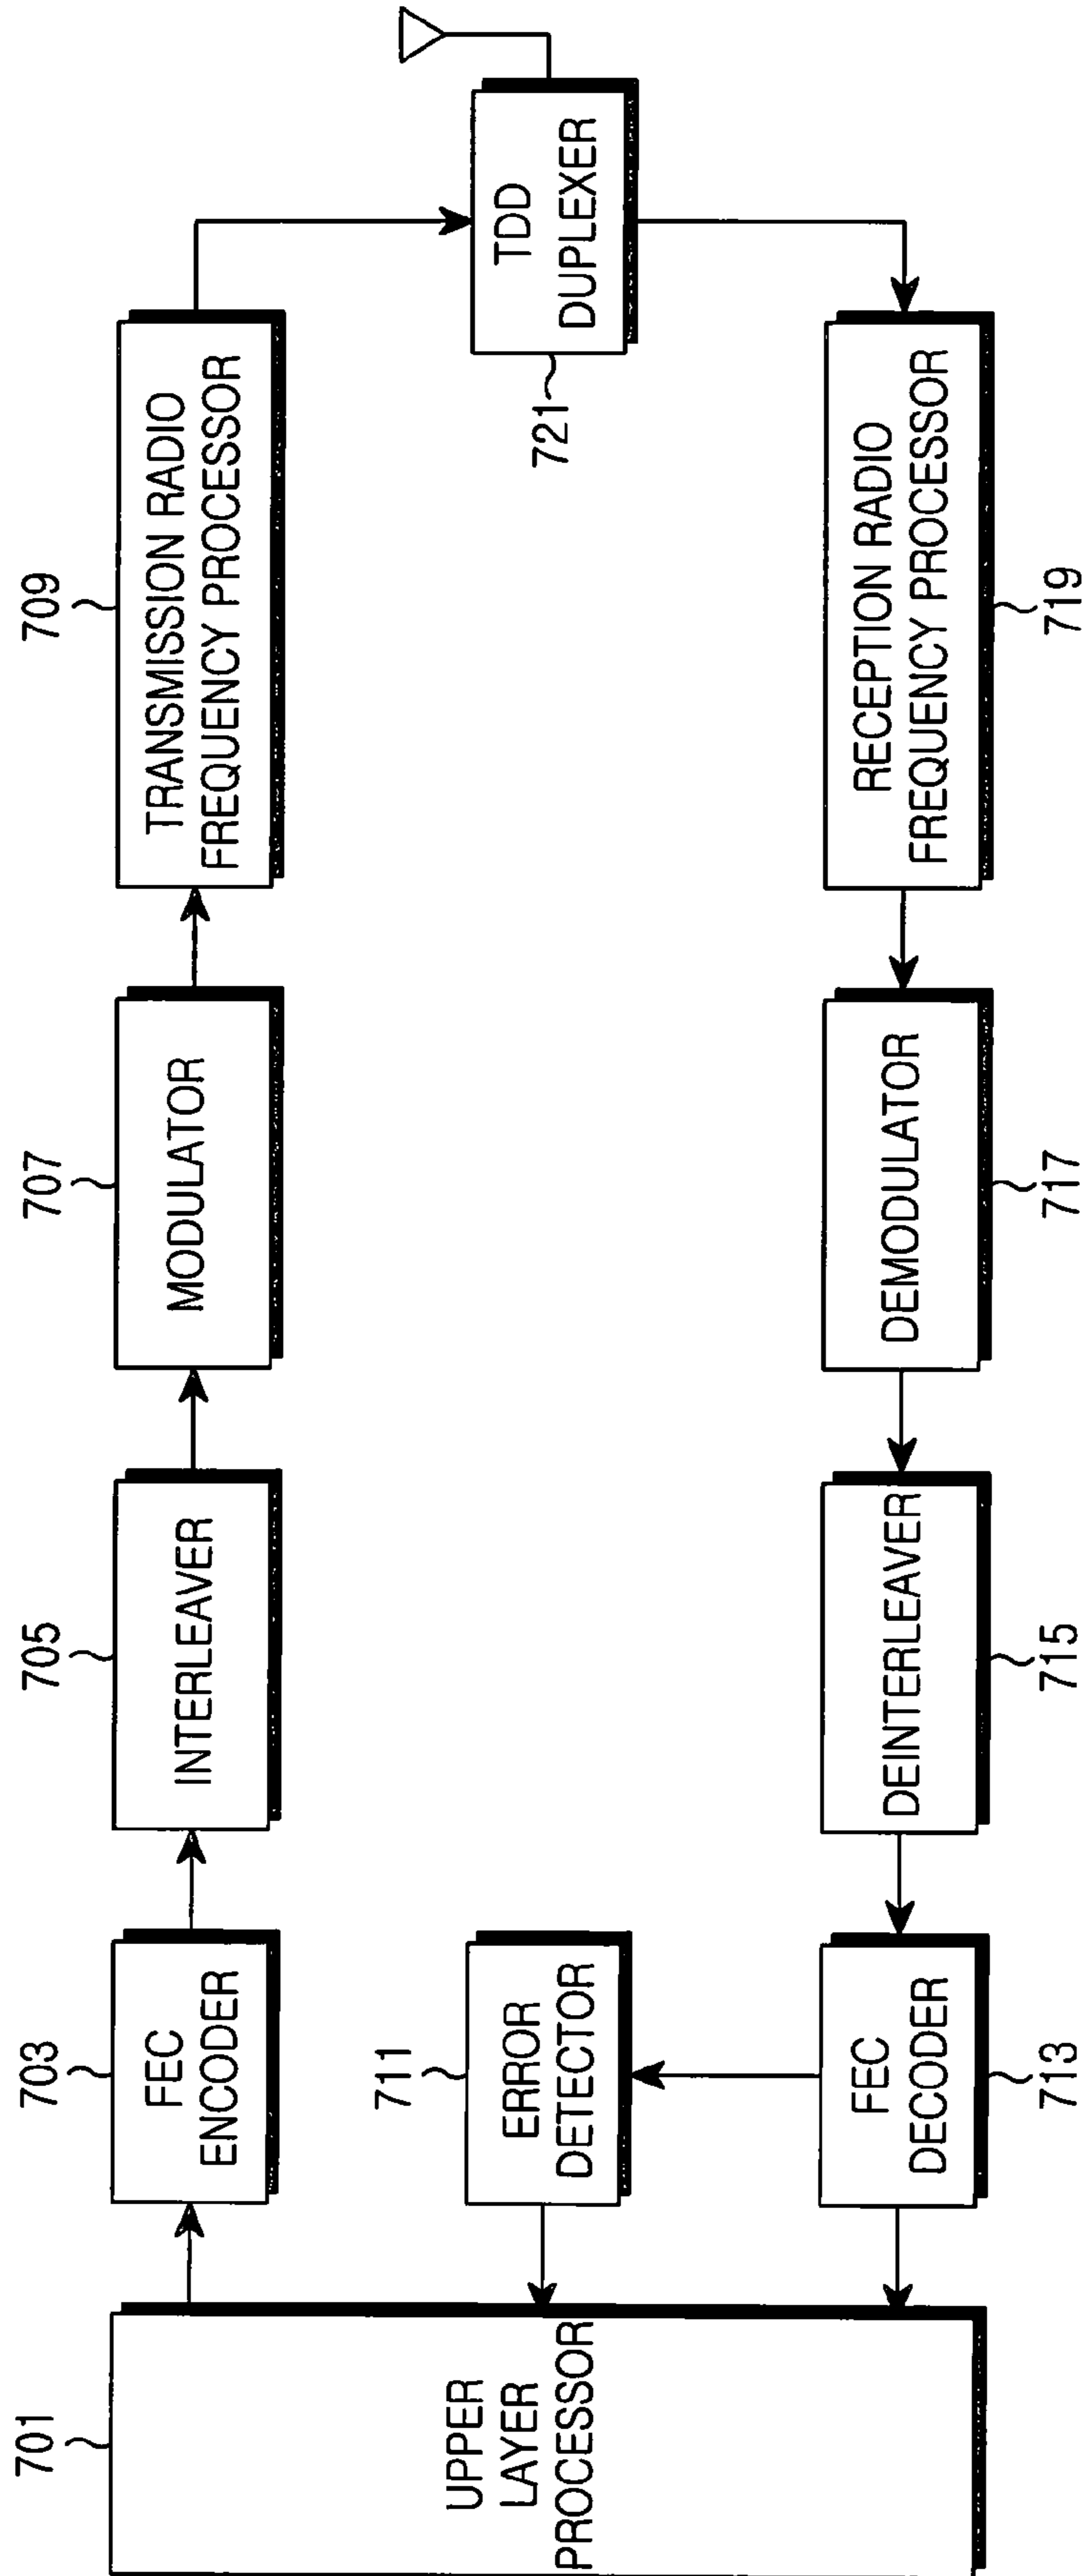 701
UPPER
LAYER
PROCESSOR
703
FEC
ENCODER
705
INTERLEAVER
707
MODULATOR
709
TRANSMISSION RADIO
FREQUENCY PROCESSOR
711
ERROR
DETECTOR
721
TDD
DUPLEXER
FEC
DECODER
713
DEINTERLEAVER
715
DEMODULATOR
717
RECEPTION RADIO
FREQUENCY PROCESSOR
719